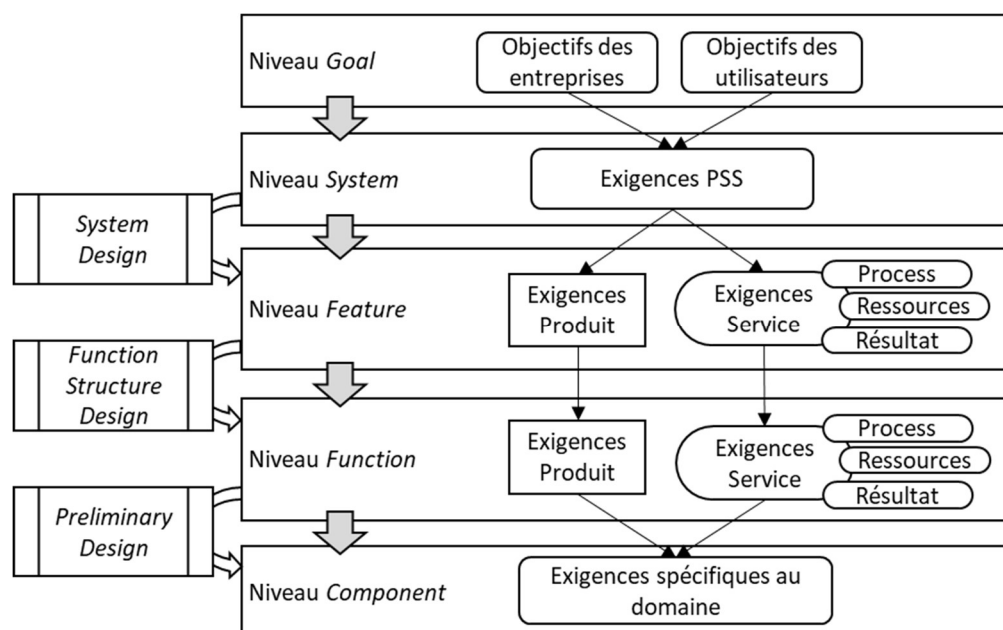 Niveau Goal
Objectifs des
entreprises
Objectifs des
utilisateurs
Niveau System
Exigences PSS
System
Design
Niveau Feature
Exigences
Produit
Exigences
Service
Process
Ressources
Résultat
Function
Structure
Design
Niveau Function
Exigences
Produit
Exigences
Service
Process
Ressources
Résultat
Preliminary
Design
Niveau Component
Exigences spécifiques au
domaine